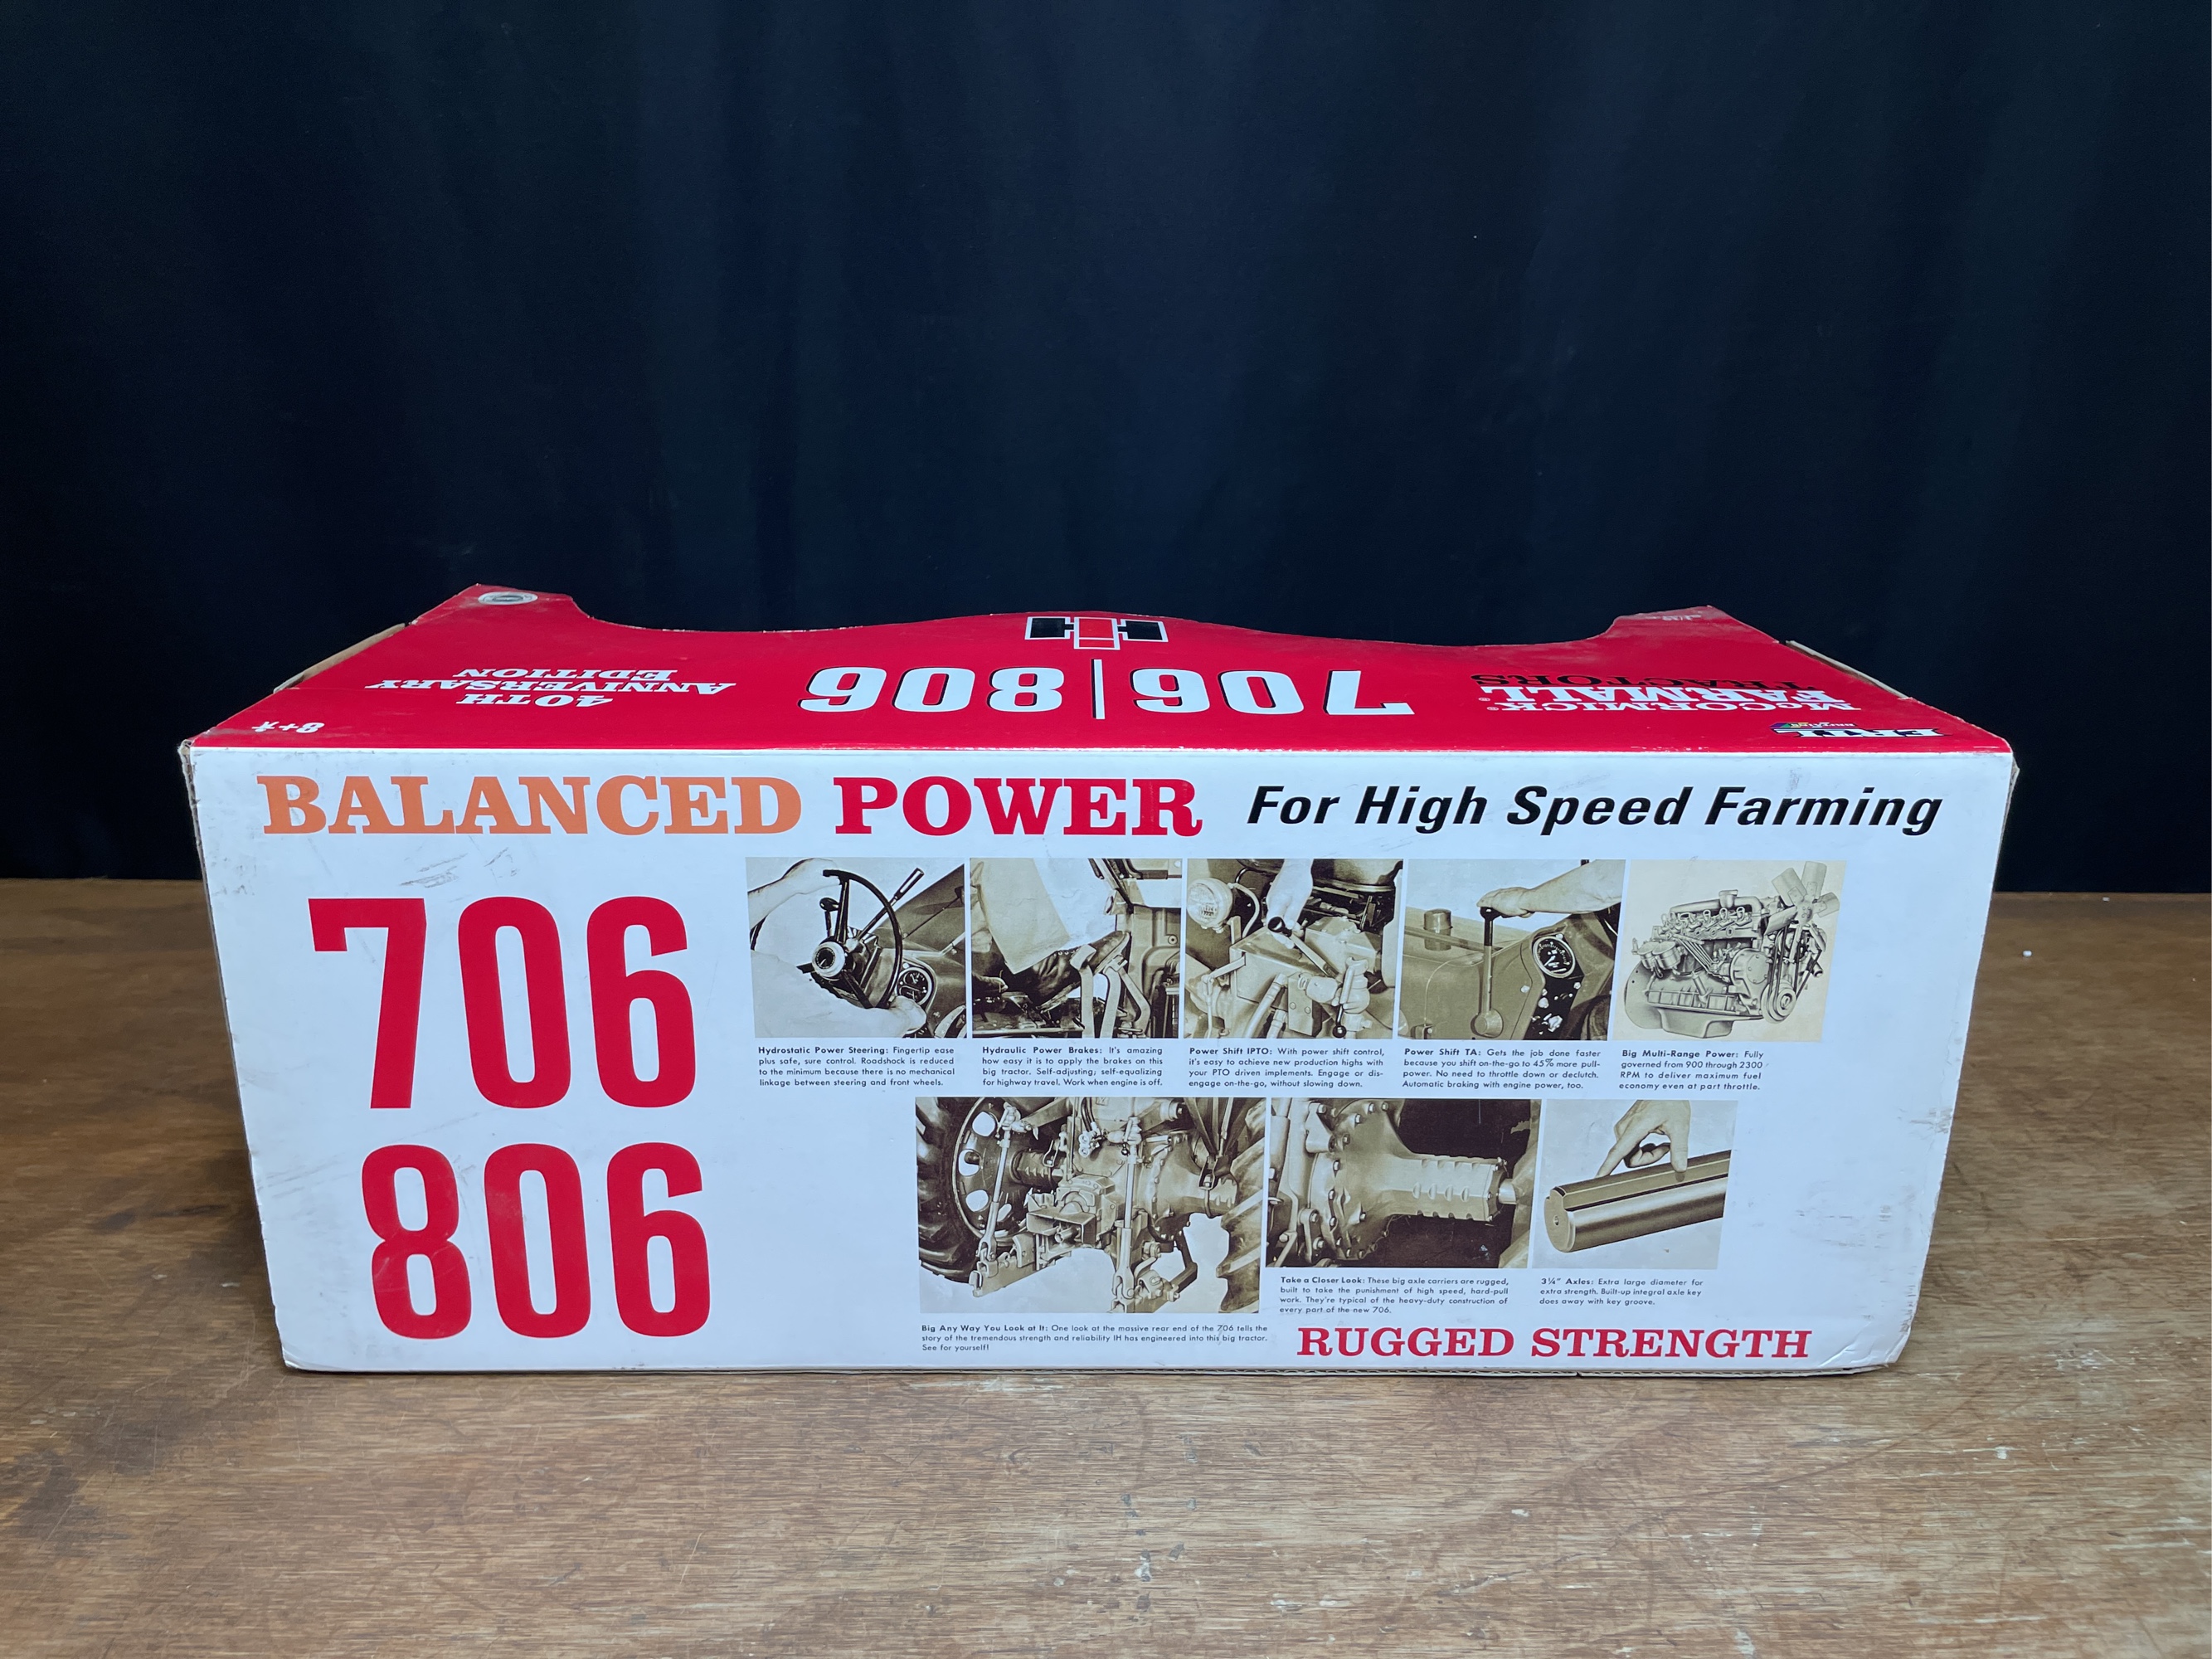 8+
40TH
ANNIVERSARY
EDITION
706 | 806
McCORMICK®
FARMALL®
TRACTORS
ERTL
BALANCED POWER For High Speed Farming
706
806
Hydrostatic Power Steering: Fingertip ease
plus safe, sure control. Roadshock is reduced
to the minimum because there is no mechanical
linkage between steering and front wheels.
Hydraulic Power Brakes: It's amazing
how easy it is to apply the brakes on this
big tractor. Self-adjusting; self-equalizing
for highway travel. Work when engine is off.
Power Shift IPTO: With power shift control,
it's easy to achieve new production highs with
your PTO driven implements. Engage or dis-
engage on-the-go, without slowing down.
Power Shift TA: Gets the job done faster
because you shift on-the-go to 45% more pull-
power. No need to throttle down or declutch.
Automatic braking with engine power, too.
Big Multi-Range Power: Fully
governed from 900 through 2300
RPM to deliver maximum fuel
economy even at part throttle.
Big Any Way You Look at It: One look at the massive rear end of the 706 tells the
story of the tremendous strength and reliability IH has engineered into this big tractor.
See for yourself!
Take a Closer Look: These big axle carriers are rugged,
built to take the punishment of high speed, hard-pull
work. They're typical of the heavy-duty construction of
every part of the new 706.
3¼" Axles: Extra large diameter for
extra strength. Built-up integral axle key
does away with key groove.
RUGGED STRENGTH